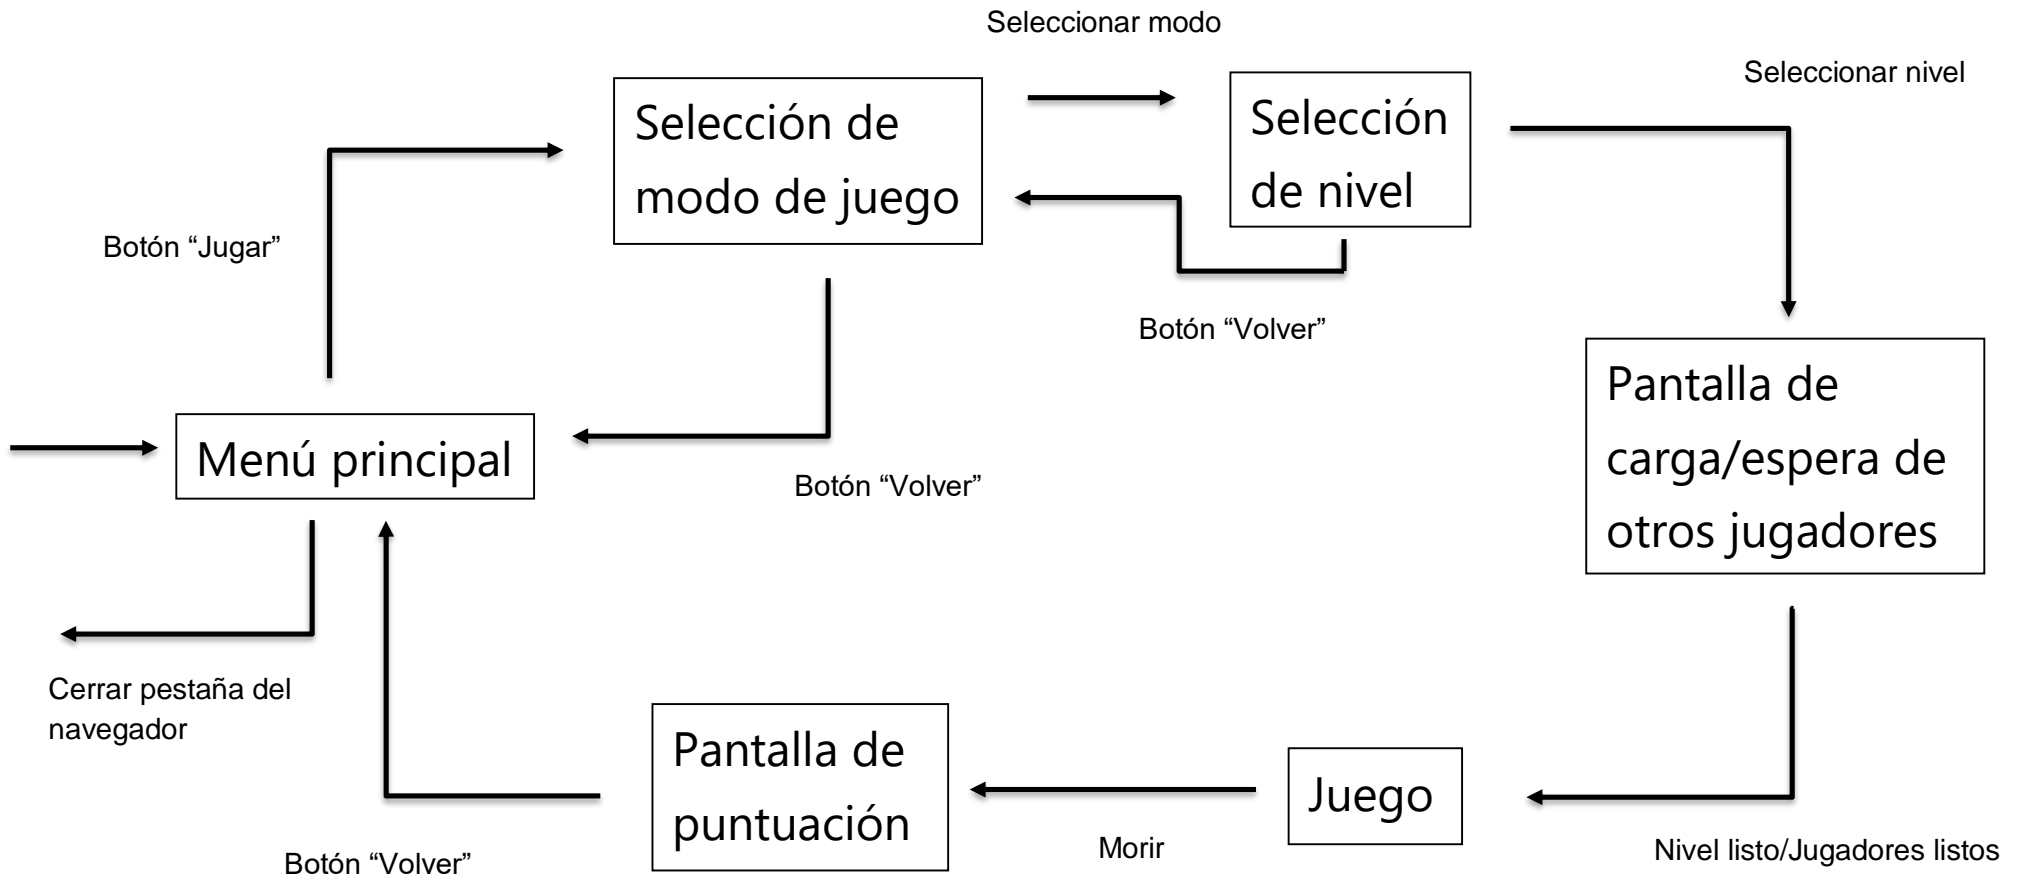 Seleccionar modo
Seleccionar nivel
Selección de
modo de juego
Selección
de nivel
Botón “Jugar”
Botón “Volver”
Pantalla de
carga/espera de
otros jugadores
Menú principal
Botón “Volver”
Cerrar pestaña del
navegador
Pantalla de
puntuación
Juego
Morir
Nivel listo/Jugadores listos
Botón “Volver”